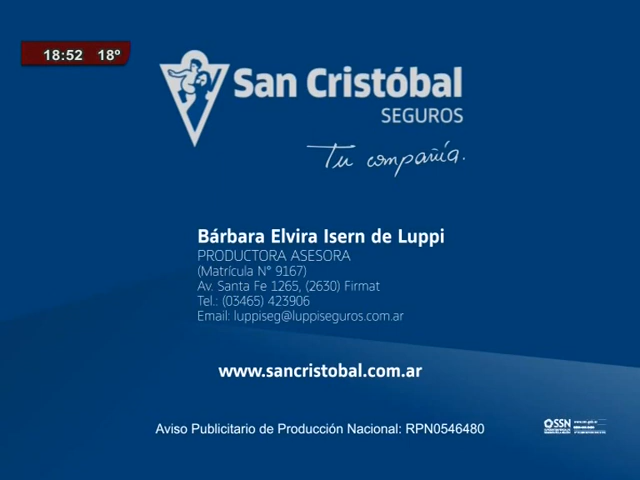 18:52 18º
San Cristóbal
SEGUROS
Tu compañía.
Bárbara Elvira Isern de Luppi
PRODUCTORA ASESORA
(Matrícula N° 9167)
Av. Santa Fe 1265, (2630) Firmat
Tel.: (03465) 423906
Email: luppiseg@luppiseguros.com.ar
www.sancristobal.com.ar
Aviso Publicitario de Producción Nacional: RPN0546480
SSN